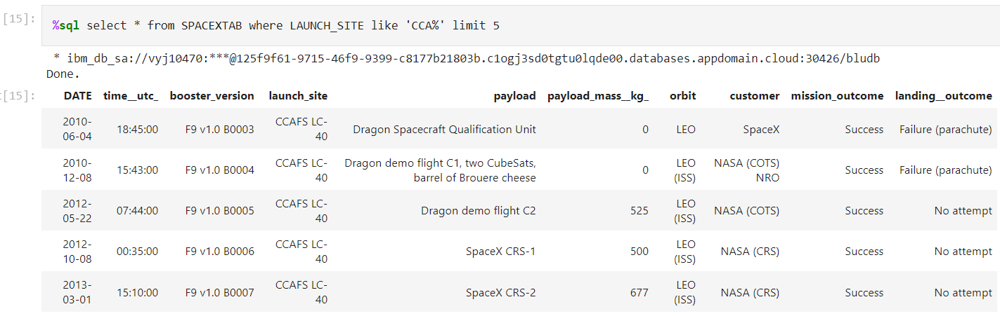 [15]:
%sql select * from SPACEXTAB where LAUNCH_SITE like 'CCA%' limit 5
* ibm_db_sa://vyj10470:***@125f9f61-9715-46f9-9399-c8177b21803b.c1ogj3sd0tgtu0lqde00.databases.appdomain.cloud:30426/bludb
Done.
t[15]:
DATE time__utc_ booster_version launch_site payload payload_mass__kg_ orbit customer mission_outcome landing__outcome
2010-
06-04 18:45:00 F9 v1.0 B0003 CCAFS LC-
40 Dragon Spacecraft Qualification Unit 0 LEO SpaceX Success Failure (parachute)
2010-
12-08 15:43:00 F9 v1.0 B0004 CCAFS LC-
40 Dragon demo flight C1, two CubeSats,
barrel of Brouere cheese 0 LEO
(ISS) NASA (COTS)
NRO Success Failure (parachute)
2012-
05-22 07:44:00 F9 v1.0 B0005 CCAFS LC-
40 Dragon demo flight C2 525 LEO
(ISS) NASA (COTS) Success No attempt
2012-
10-08 00:35:00 F9 v1.0 B0006 CCAFS LC-
40 SpaceX CRS-1 500 LEO
(ISS) NASA (CRS) Success No attempt
2013-
03-01 15:10:00 F9 v1.0 B0007 CCAFS LC-
40 SpaceX CRS-2 677 LEO
(ISS) NASA (CRS) Success No attempt